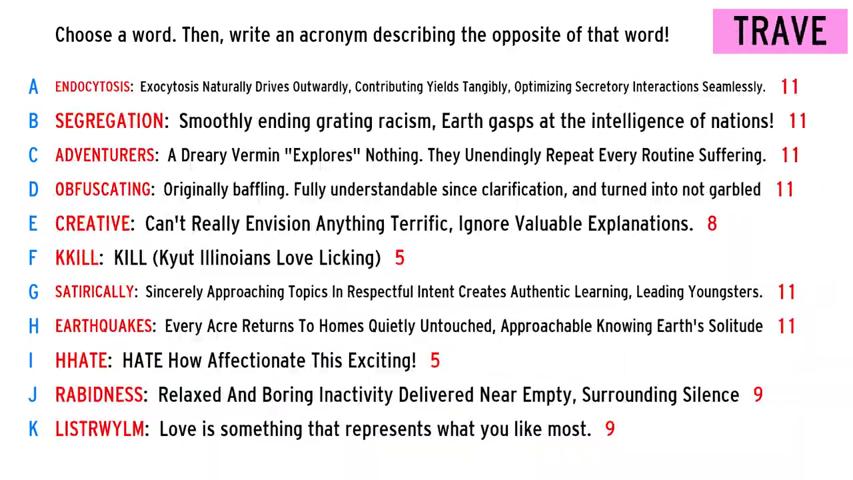 Choose a word. Then, write an acronym describing the opposite of that word!
TRAVE
A ENDOCYTOSIS: Exocytosis Naturally Drives Outwardly, Contributing Yields Tangibly, Optimizing Secretory Interactions Seamlessly. 11
B SEGREGATION: Smoothly ending grating racism, Earth gasps at the intelligence of nations! 11
C ADVENTURERS: A Dreary Vermin "Explores" Nothing. They Unendingly Repeat Every Routine Suffering. 11
D OBFUSCATING: Originally baffling. Fully understandable since clarification, and turned into not garbled 11
E CREATIVE: Can't Really Envision Anything Terrific, Ignore Valuable Explanations. 8
F KKILL: KILL (Kyut Illinoians Love Licking) 5
G SATIRICALLY: Sincerely Approaching Topics In Respectful Intent Creates Authentic Learning, Leading Youngsters. 11
H EARTHQUAKES: Every Acre Returns To Homes Quietly Untouched, Approachable Knowing Earth's Solitude 11
I HHATE: HATE How Affectionate This Exciting! 5
J RABIDNESS: Relaxed And Boring Inactivity Delivered Near Empty, Surrounding Silence 9
K LISTRWYLM: Love is something that represents what you like most. 9